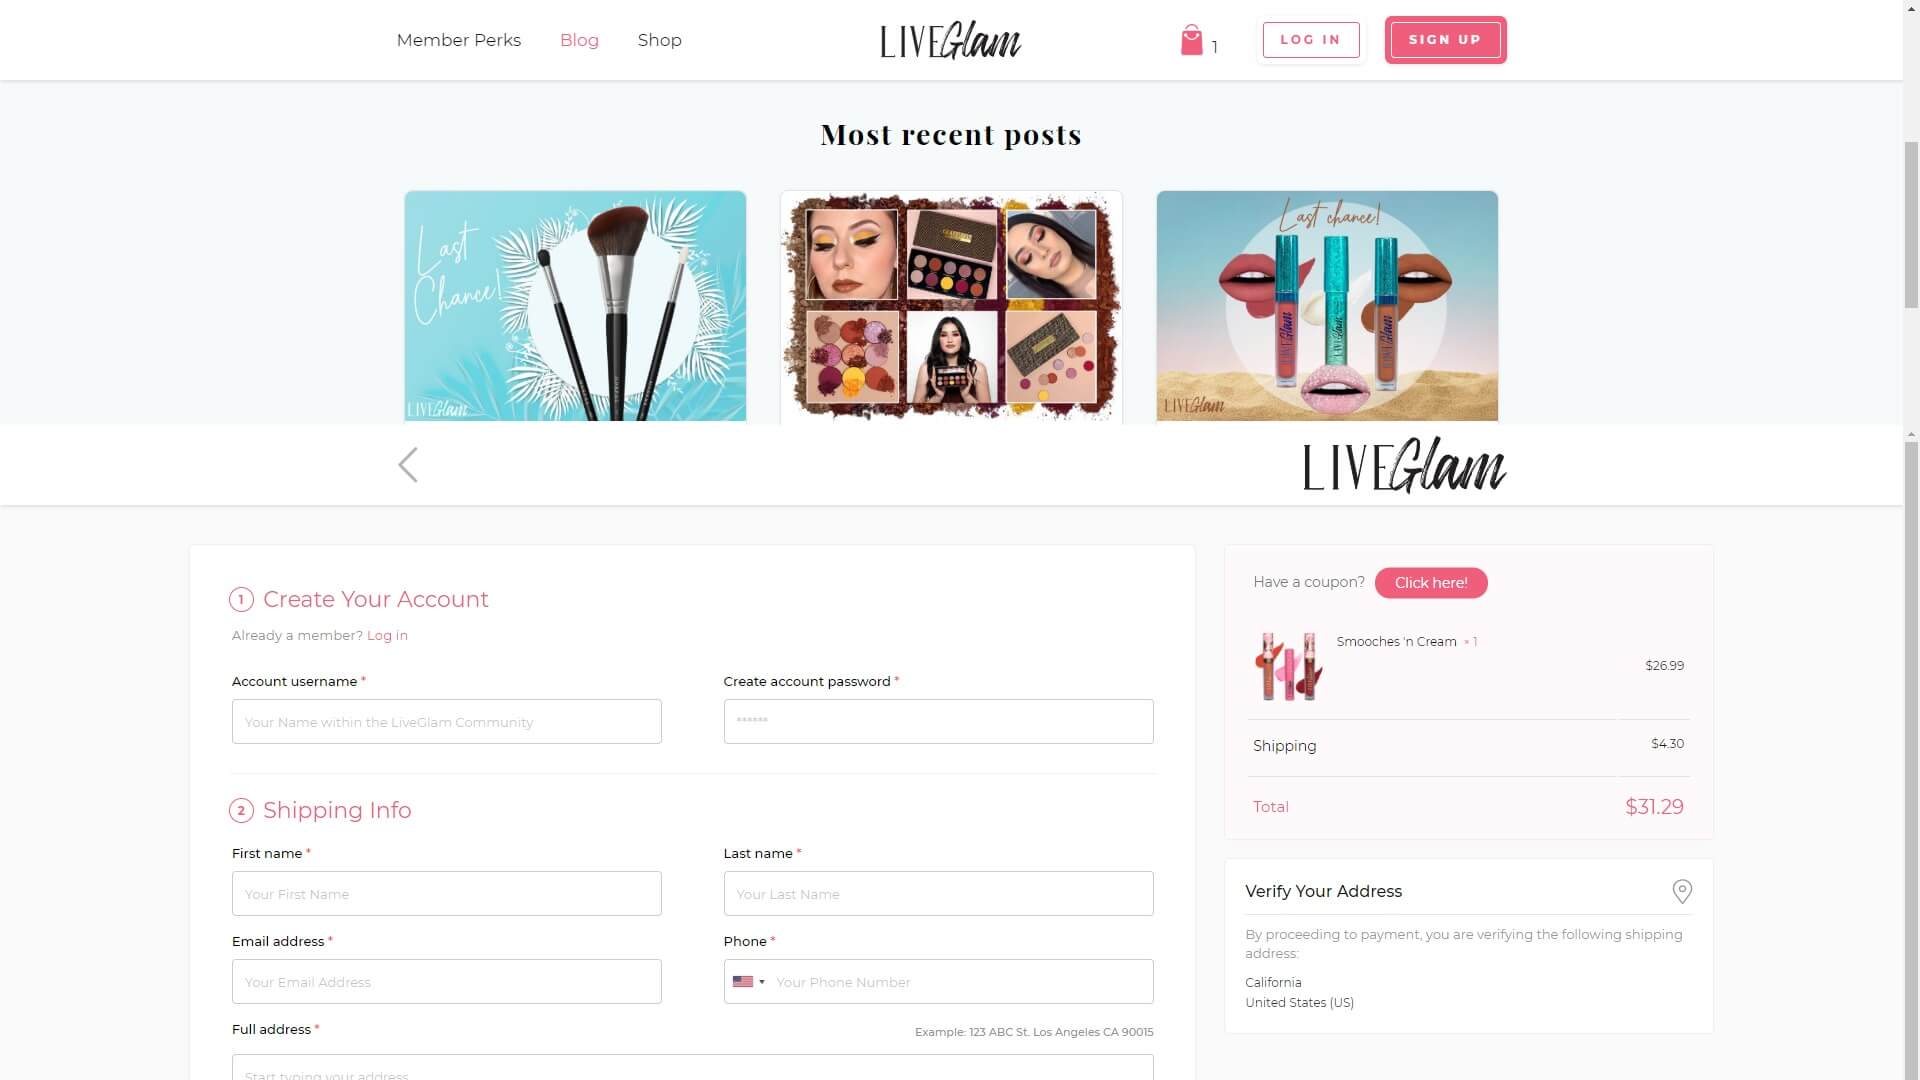 Member Perks
Blog
Shop
LIVEGlam
1
LOG IN
SIGN UP
Most recent posts
Last Chance!
LIVEGlam
Last chance!
LIVEGlam
LIVEGlam
LIVEGlam
1 Create Your Account
Already a member? Log in
Account username *
Create account password *
Your Name within the LiveGlam Community
******
2 Shipping Info
First name *
Last name *
Your First Name
Your Last Name
Email address *
Phone *
Your Email Address
Your Phone Number
Full address *
Example: 123 ABC St. Los Angeles CA 90015
Start typing your address
Have a coupon? Click here!
Smooches 'n Cream × 1
$26.99
Shipping
$4.30
Total
$31.29
Verify Your Address
By proceeding to payment, you are verifying the following shipping
address:
California
United States (US)